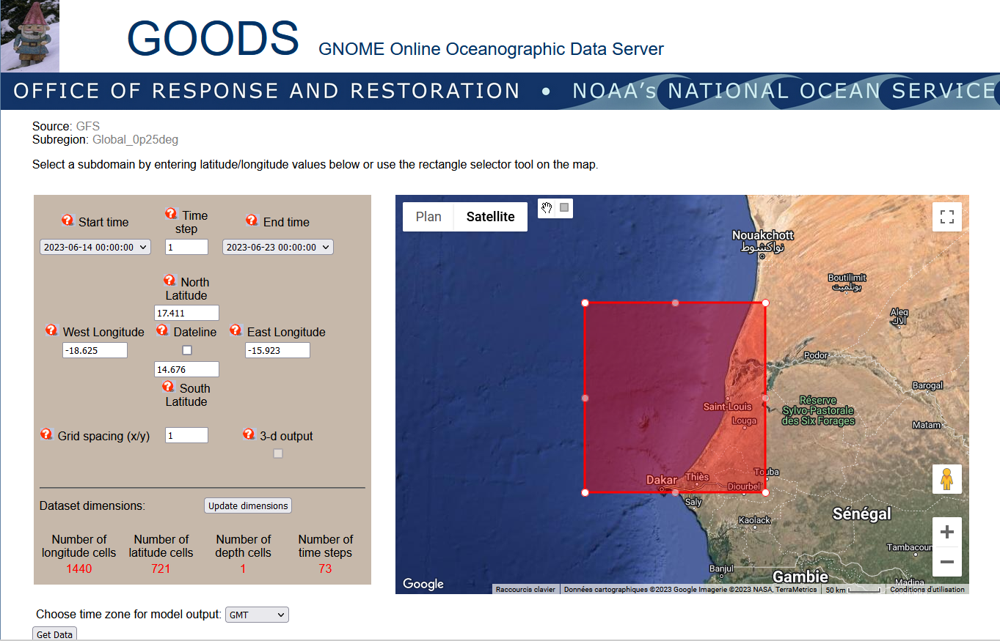 GOODS GNOME Online Oceanographic Data Server
OFFICE OF RESPONSE AND RESTORATION • NOAA's NATIONAL OCEAN SERVICE
Source: GFS
Subregion: Global_0p25deg
Select a subdomain by entering latitude/longitude values below or use the rectangle selector tool on the map.
Start time
Time
step
End time
2023-06-14 00:00:00
1
2023-06-23 00:00:00
North
Latitude
17.411
West Longitude
Dateline
East Longitude
-18.625
-15.923
14.676
South
Latitude
Grid spacing (x/y)
1
3-d output
Dataset dimensions:
Update dimensions
Number of
longitude cells
Number of
latitude cells
Number of
depth cells
Number of
time steps
1440
721
1
73
Choose time zone for model output: GMT
Get Data
Plan
Satellite
Nouakchott
نواكشوط
Boutilimit
بوتلميت
Aleg
ألاك
Podor
Barogal
Saint-Louis
Réserve
Sylvo-Pastorale
des Six Forages
Louga
Matam
Touba
Dakar
Thiès
Diourbel
Saly
Kaolack
Sénégal
Tambacoun
Banjul
Gambie
Madina
Google
Raccourcis clavier
Données cartographiques ©2023 Google Imagerie ©2023 NASA, TerraMetrics
50 km
Conditions d'utilisation